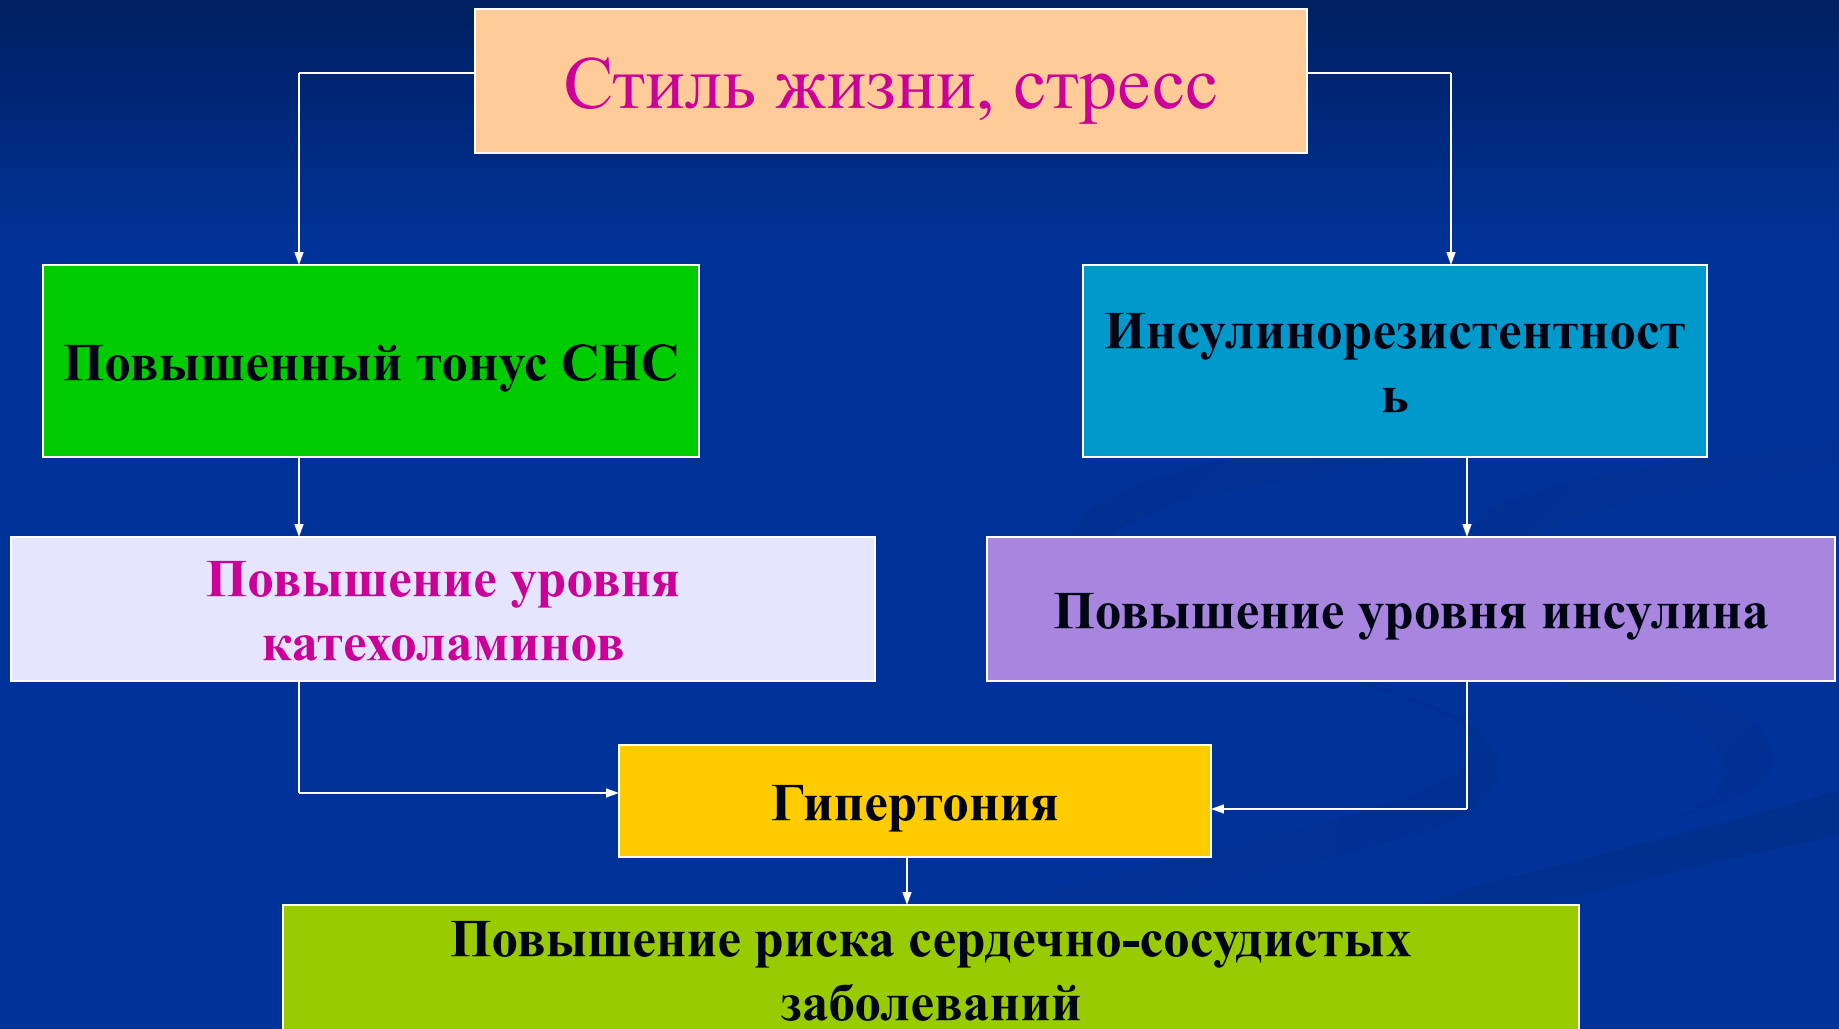 Стиль жизни, стресс
Повышенный тонус СНС
Инсулинорезистентност
ь
Повышение уровня
катехоламинов
Повышение уровня инсулина
Гипертония
Повышение риска сердечно-сосудистых
заболеваний